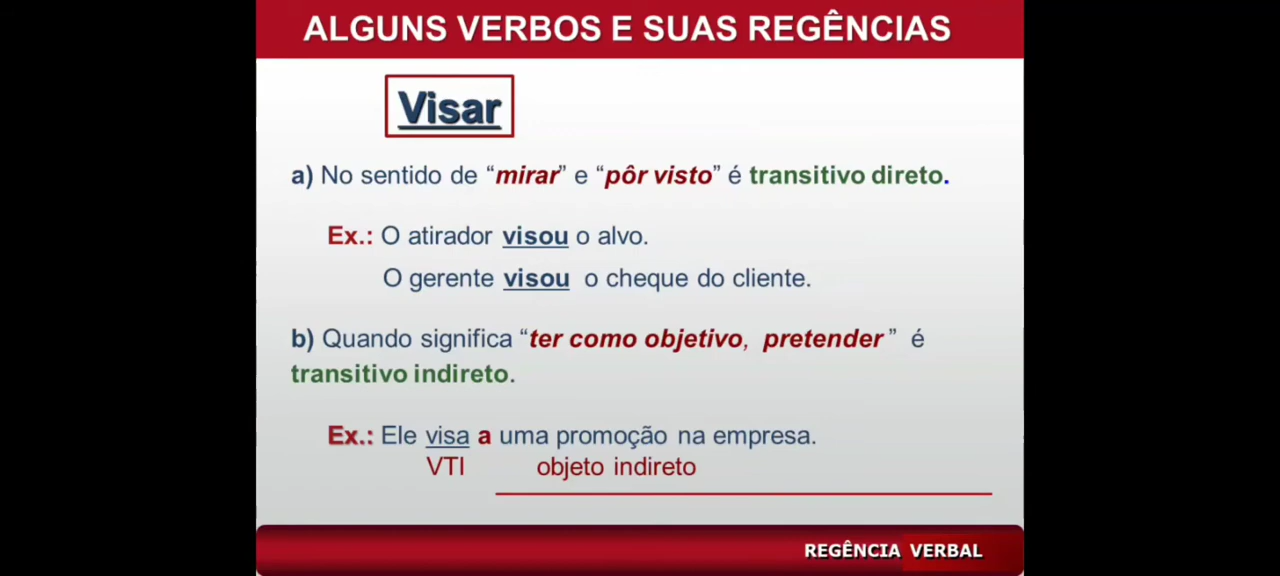 ALGUNS VERBOS E SUAS REGÊNCIAS
Visar
a) No sentido de “mirar” e “pôr visto” é transitivo direto.
Ex.: O atirador visou o alvo.
O gerente visou o cheque do cliente.
b) Quando significa “ter como objetivo, pretender ” é
transitivo indireto.
Ex.: Ele visa a uma promoção na empresa.
VTI objeto indireto
REGÊNCIA VERBAL